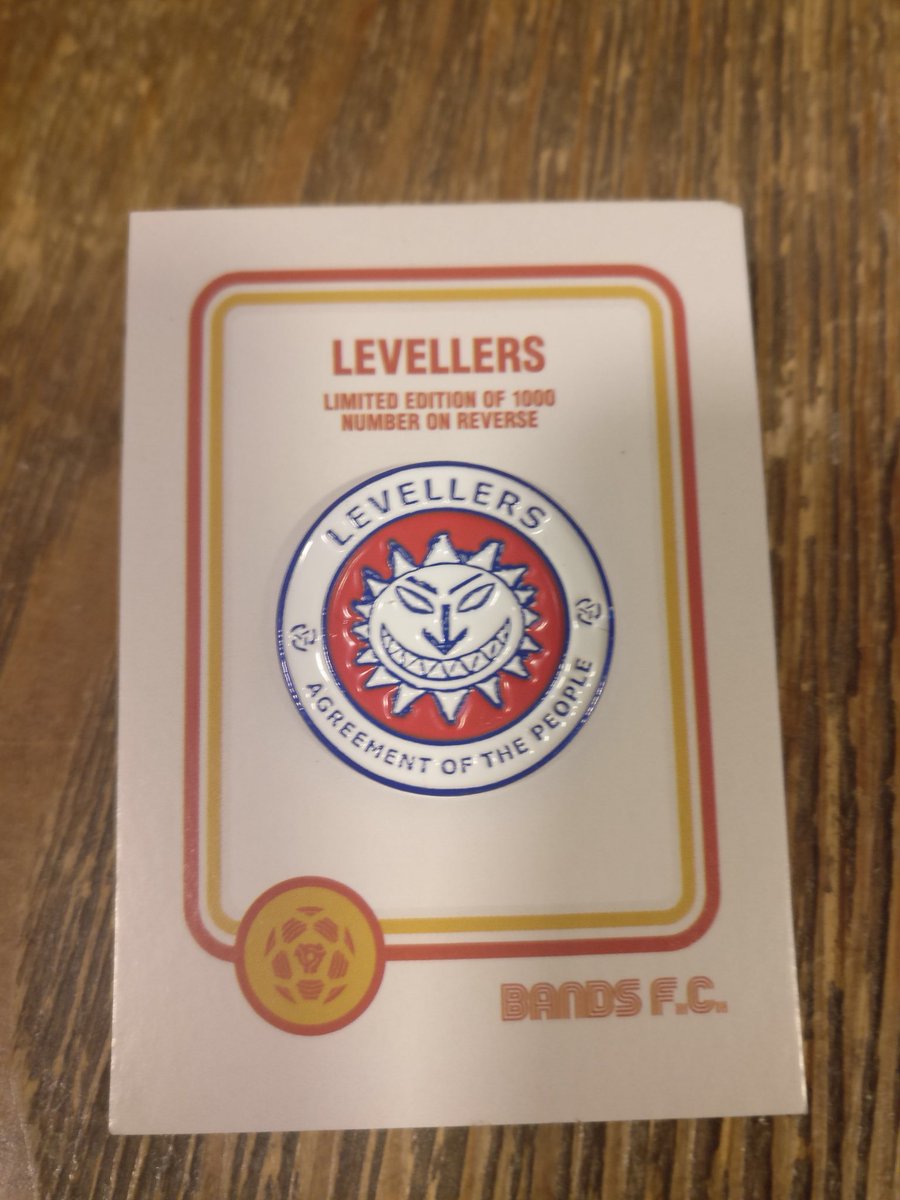 LEVELLERS
LIMITED EDITION OF 1000
NUMBER ON REVERSE
LEVELLERS
AGREEMENT OF THE PEOPLE
BANDS F.C.